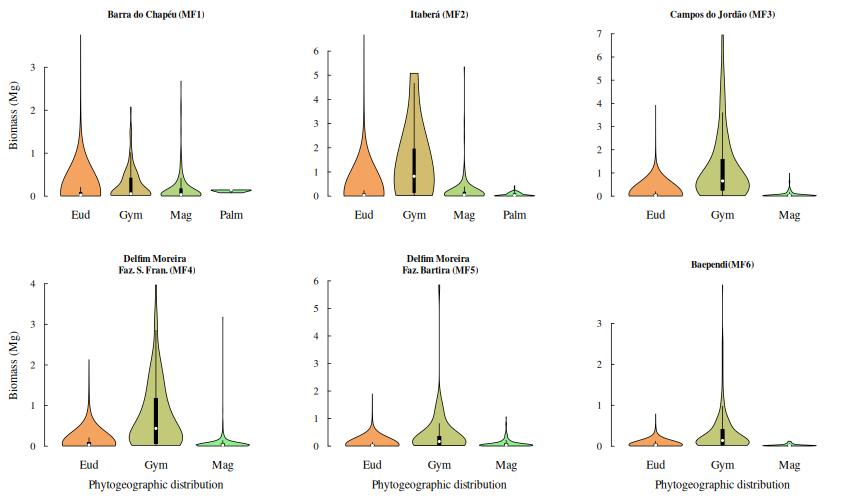 Barra do Chapéu (MF1)
Biomass (Mg)
3
2
1
0
Eud Gym Mag Palm
Itaberá (MF2)
6
5
4
3
2
1
0
Eud Gym Mag Palm
Campos do Jordão (MF3)
7
6
5
4
3
2
1
0
Eud Gym Mag
Delfim Moreira
Faz. S. Fran. (MF4)
Biomass (Mg)
4
3
2
1
0
Eud Gym Mag
Phytogeographic distribution
Delfim Moreira
Faz. Bartira (MF5)
6
5
4
3
2
1
0
Eud Gym Mag
Phytogeographic distribution
Baependi(MF6)
3
2
1
0
Eud Gym Mag
Phytogeographic distribution